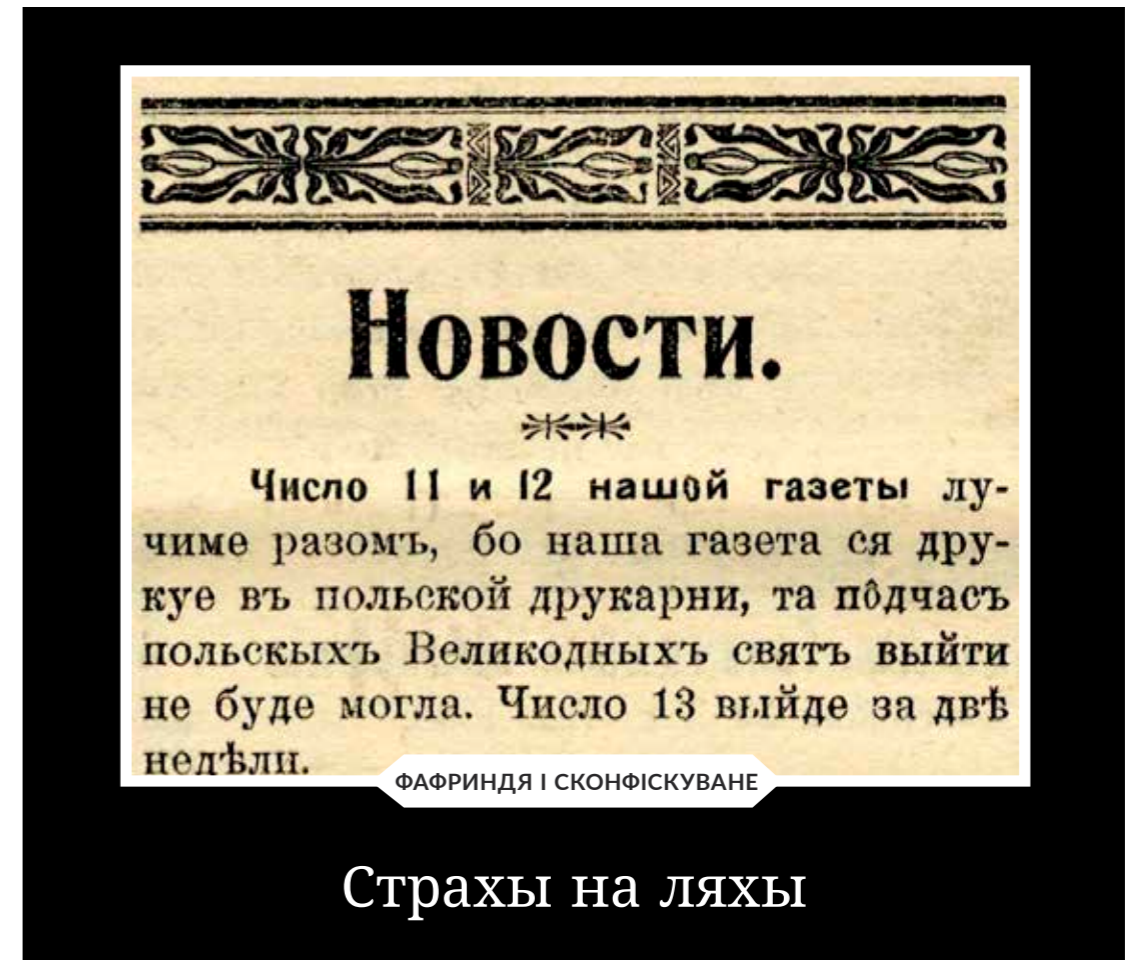 Новости.
Число 11 и 12 нашой газеты лу-
чиме разомъ, бо наша газета ся дру-
куе въ польской друкарни, та пôдчасъ
польскыхъ Великодныхъ святъ выйти
не буде могла. Число 13 выйде за двѣ
недѣли.
ФАФРИНДЯ І СКОНФІСКУВАНЕ
Страхы на ляхы